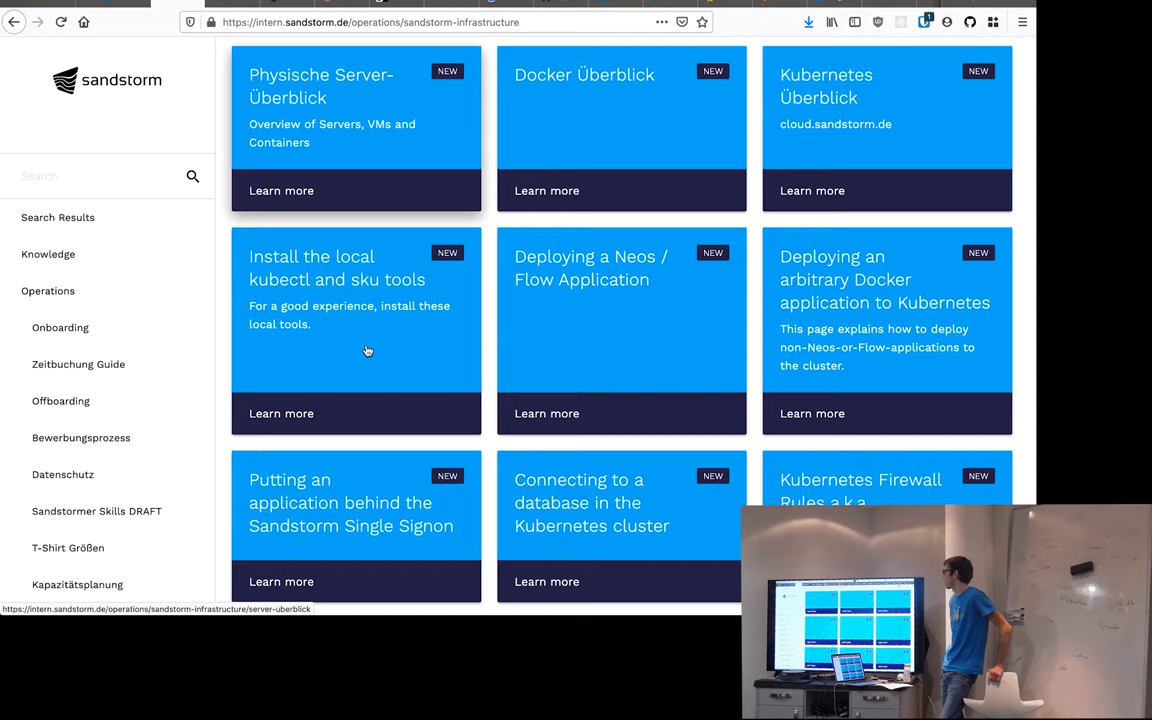 https://intern.sandstorm.de/operations/sandstorm-infrastructure
1
sandstorm
Search
Search Results
Knowledge
Operations
Onboarding
Zeitbuchung Guide
Offboarding
Bewerbungsprozess
Datenschutz
Sandstormer Skills DRAFT
T-Shirt Größen
Kapazitätsplanung
Physische Server-
Überblick
NEW
Overview of Servers, VMs and
Containers
Learn more
Docker Überblick
NEW
Learn more
Kubernetes
Überblick
NEW
cloud.sandstorm.de
Learn more
Install the local
kubectl and sku tools
NEW
For a good experience, install these
local tools.
Learn more
Deploying a Neos /
Flow Application
NEW
Learn more
Deploying an
arbitrary Docker
application to Kubernetes
NEW
This page explains how to deploy
non-Neos-or-Flow-applications to
the cluster.
Learn more
Putting an
application behind the
Sandstorm Single Signon
NEW
Learn more
Connecting to a
database in the
Kubernetes cluster
NEW
Learn more
Kubernetes Firewall
Rules a.k.a
NEW
https://intern.sandstorm.de/operations/sandstorm-infrastructure/server-uberblick